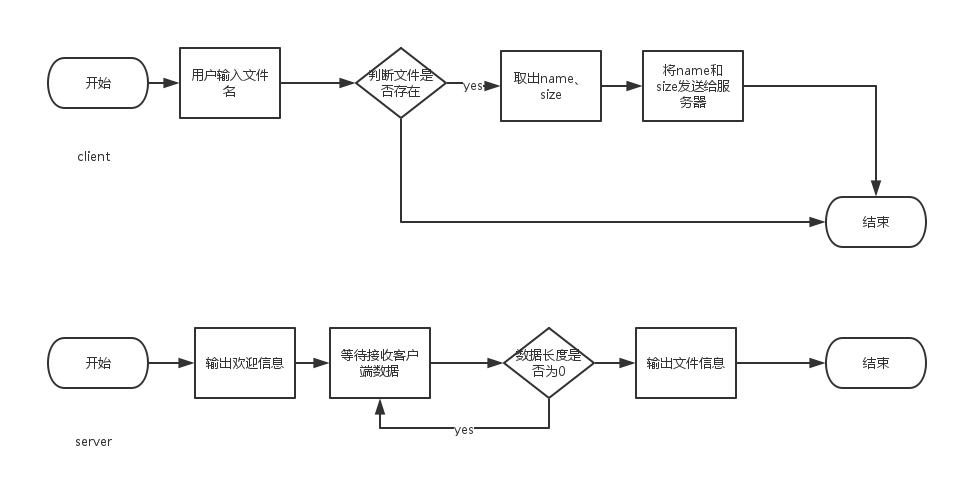 开始
用户输入文件
名
判断文件是
否存在
yes
取出name、
size
将name和
size发送给服
务器
client
结束
开始
输出欢迎信息
等待接收客户
端数据
数据长度是
否为0
输出文件信息
结束
yes
server